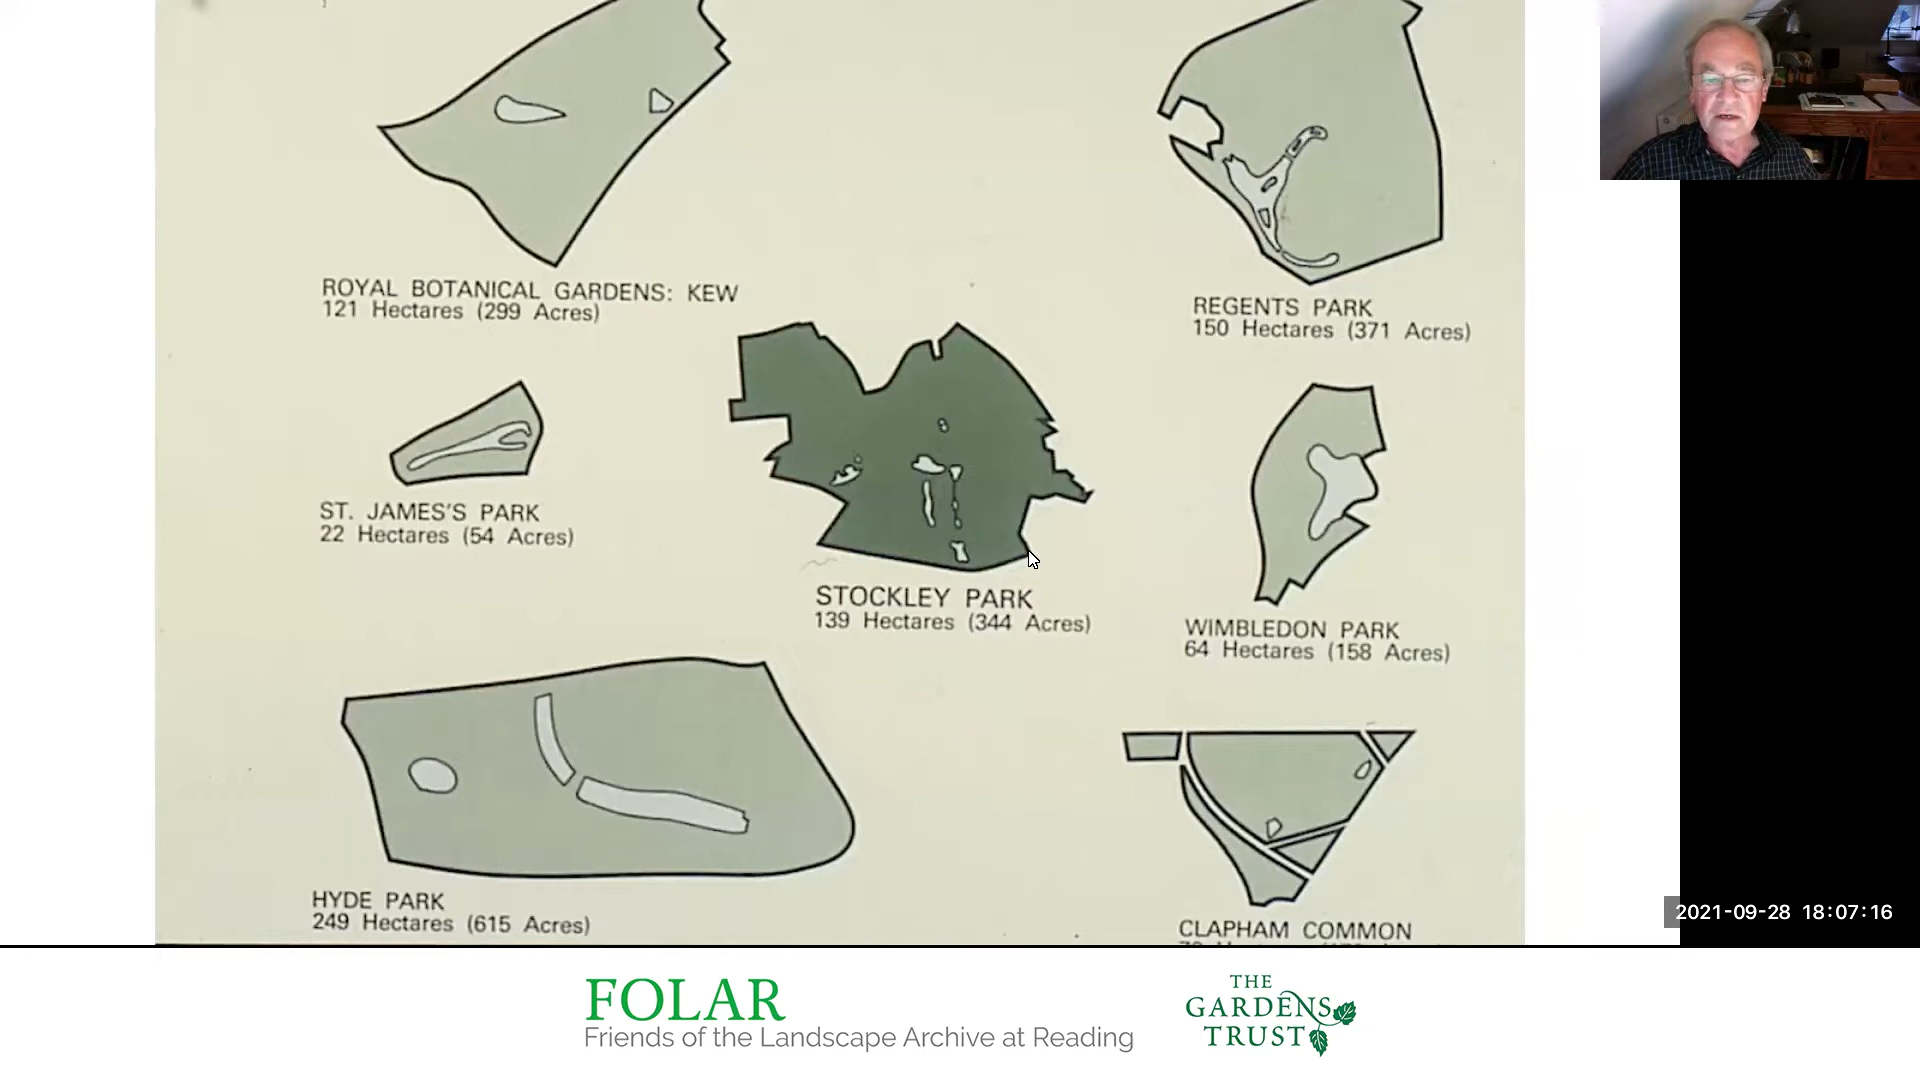 ROYAL BOTANICAL GARDENS: KEW
121 Hectares (299 Acres)
REGENTS PARK
150 Hectares (371 Acres)
ST. JAMES'S PARK
22 Hectares (54 Acres)
STOCKLEY PARK
139 Hectares (344 Acres)
WIMBLEDON PARK
64 Hectares (158 Acres)
HYDE PARK
249 Hectares (615 Acres)
CLAPHAM COMMON
2021-09-28 18:07:16
FOLAR
Friends of the Landscape Archive at Reading
THE
GARDENS
TRUST